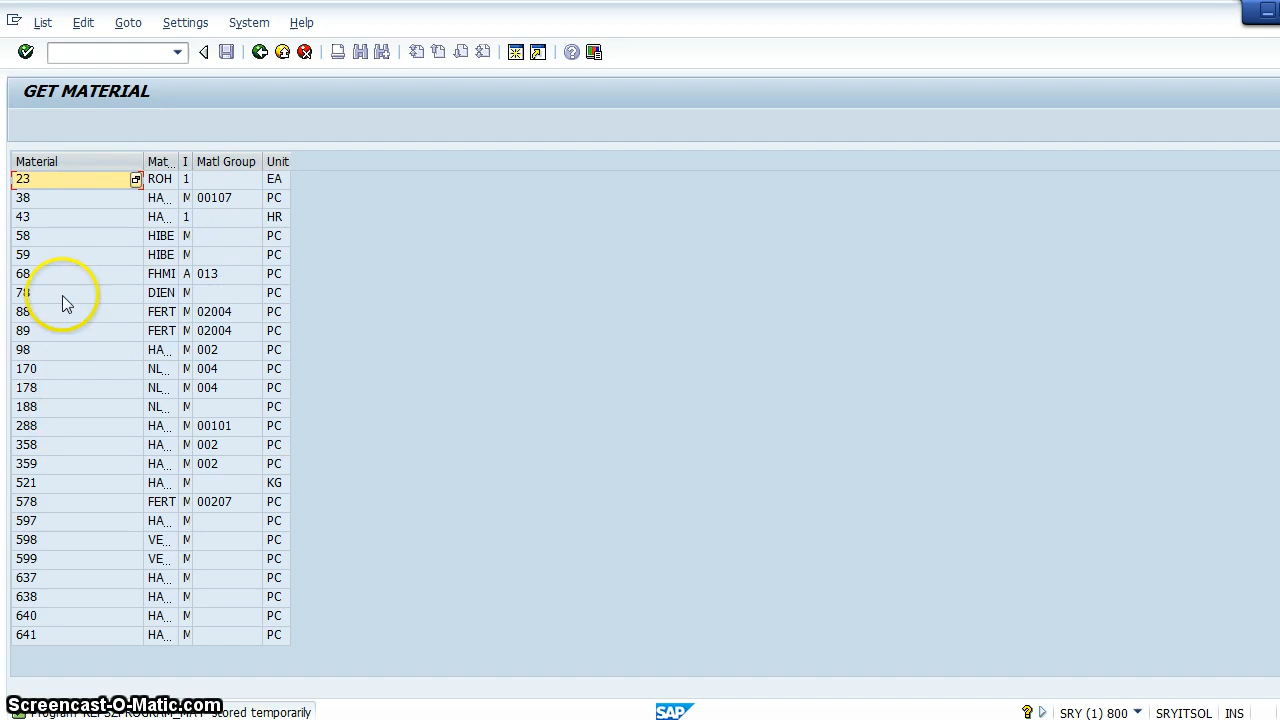 List Edit Goto Settings System Help
GET MATERIAL
Material Mat... I Matl Group Unit
23 ROH 1 EA
38 HA... M 00107 PC
43 HA... 1 HR
58 HIBE M PC
59 HIBE M PC
68 FHMI A 013 PC
78 DIEN M PC
88 FERT M 02004 PC
89 FERT M 02004 PC
98 HA... M 002 PC
170 NL... M 004 PC
178 NL... M 004 PC
188 NL... M PC
288 HA... M 00101 PC
358 HA... M 002 PC
359 HA... M 002 PC
521 HA... M KG
578 FERT M 00207 PC
597 HA... M PC
598 VE... M PC
599 VE... M PC
637 HA... M PC
638 HA... M PC
640 HA... M PC
641 HA... M PC
Screencast-O-Matic.com
stored temporarily SAP SRY (1) 800 SRYITSOL INS